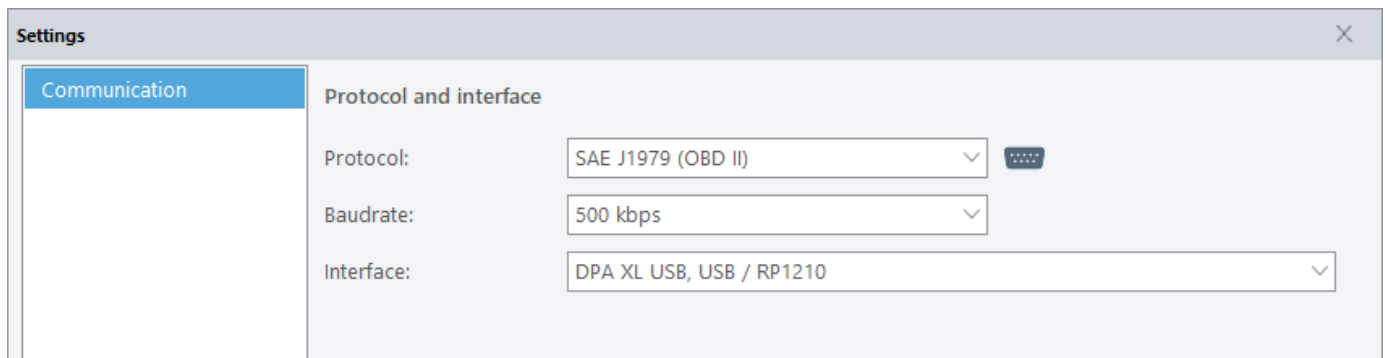 Settings
Communication
Protocol and interface
Protocol: SAE J1979 (OBD II)
Baudrate: 500 kbps
Interface: DPA XL USB, USB / RP1210